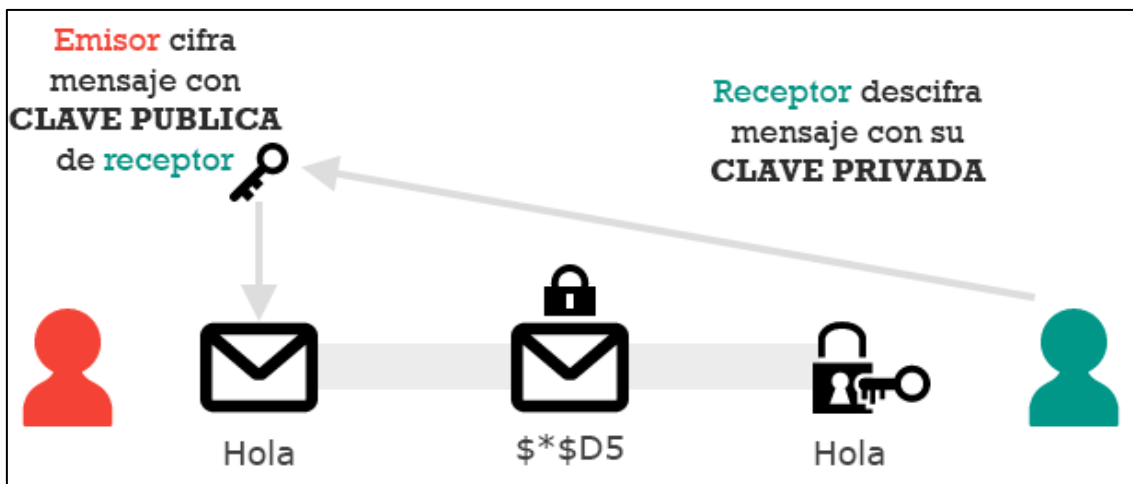 Emisor cifra
mensaje con
CLAVE PUBLICA
de receptor
Receptor descifra
mensaje con su
CLAVE PRIVADA
Hola
$*$D5
Hola